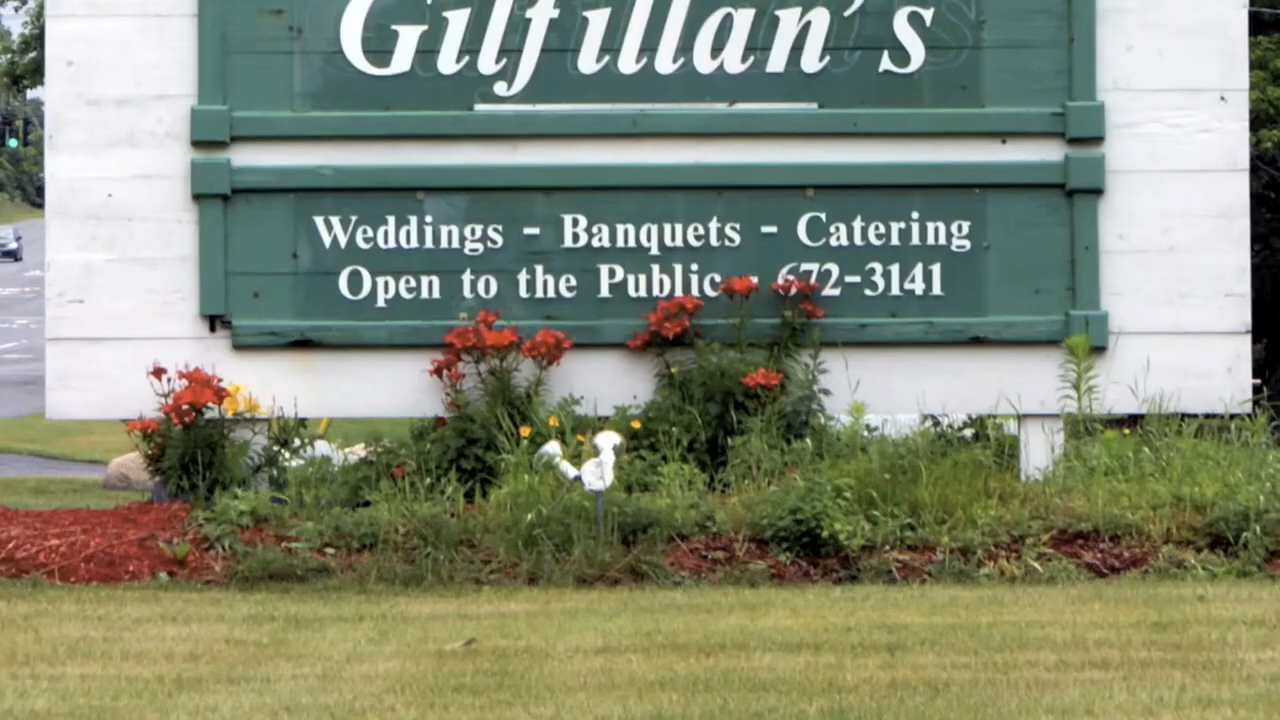 Gilfillan's
Weddings - Banquets - Catering
Open to the Public - 672-3141